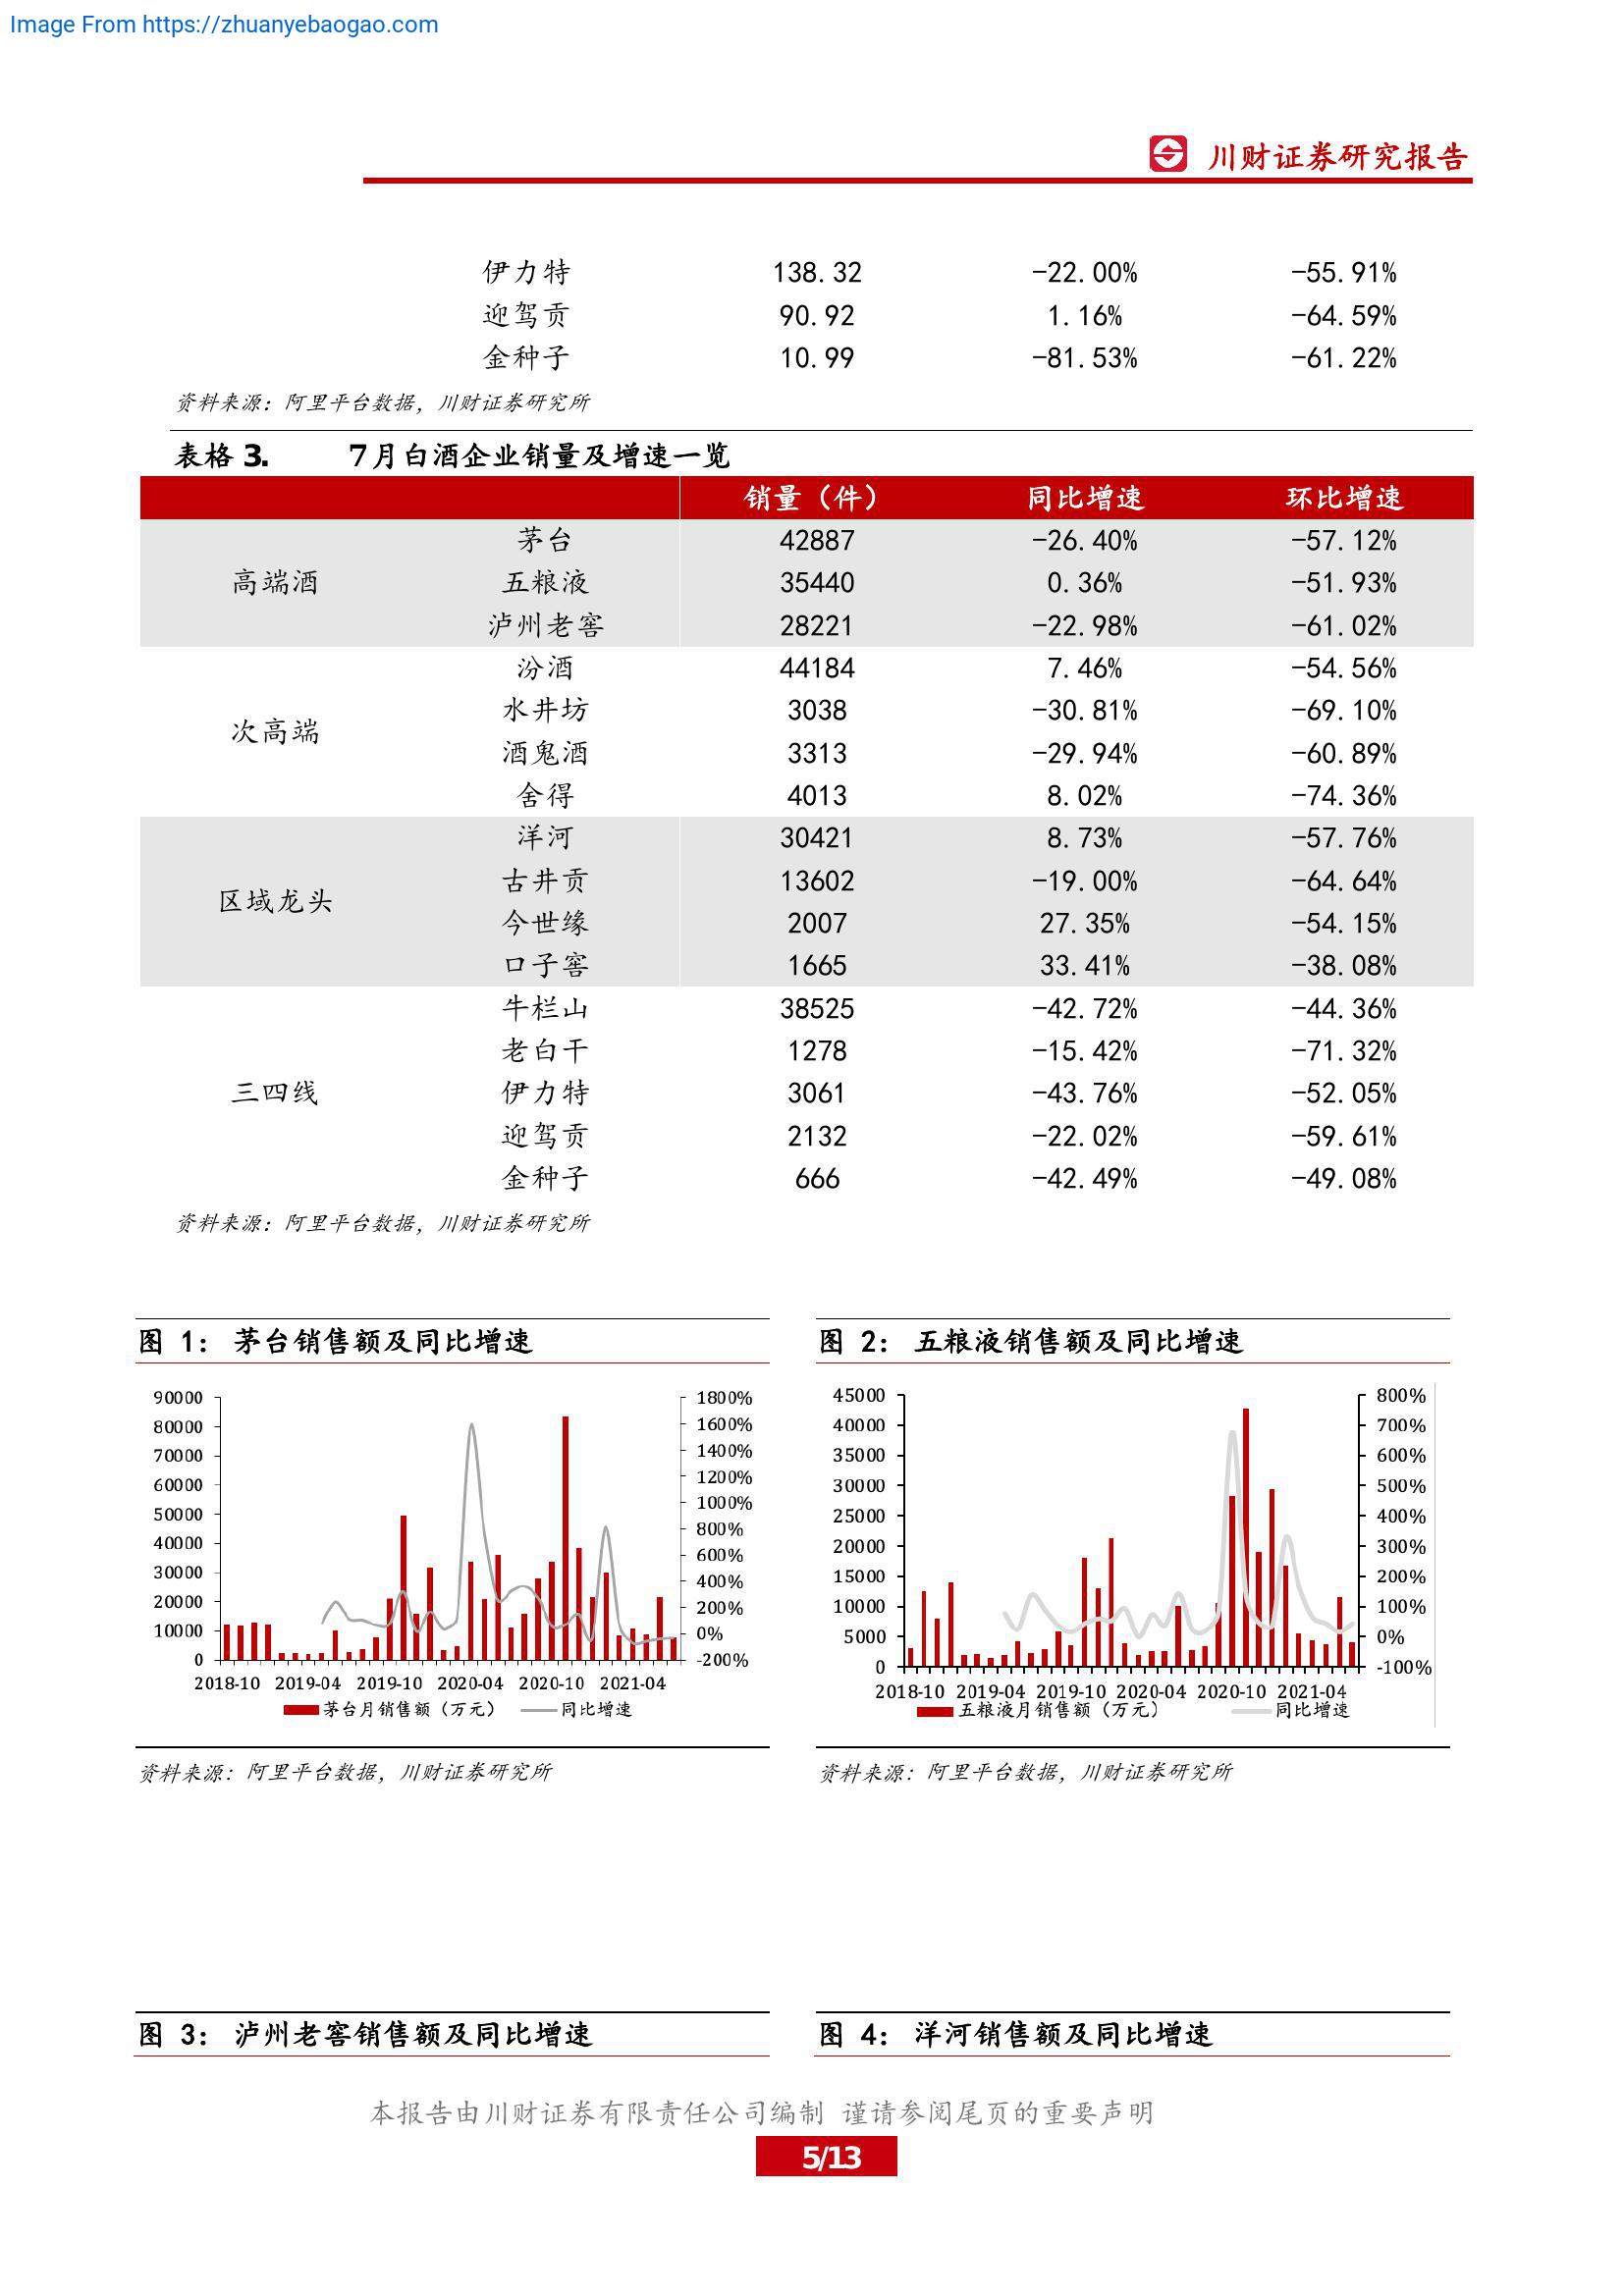 Image From https://zhuanyebaogao.com
川财证券研究报告
伊力特 138.32 -22.00% -55.91%
迎驾贡 90.92 1.16% -64.59%
金种子 10.99 -81.53% -61.22%
资料来源：阿里平台数据，川财证券研究所
表格 3. 7月白酒企业销量及增速一览
销量（件） 同比增速 环比增速
茅台 42887 -26.40% -57.12%
高端酒 五粮液 35440 0.36% -51.93%
泸州老窖 28221 -22.98% -61.02%
汾酒 44184 7.46% -54.56%
水井坊 3038 -30.81% -69.10%
次高端
酒鬼酒 3313 -29.94% -60.89%
舍得 4013 8.02% -74.36%
洋河 30421 8.73% -57.76%
古井贡 13602 -19.00% -64.64%
区域龙头
今世缘 2007 27.35% -54.15%
口子窖 1665 33.41% -38.08%
牛栏山 38525 -42.72% -44.36%
老白干 1278 -15.42% -71.32%
三四线 伊力特 3061 -43.76% -52.05%
迎驾贡 2132 -22.02% -59.61%
金种子 666 -42.49% -49.08%
资料来源：阿里平台数据，川财证券研究所
图 1： 茅台销售额及同比增速
90000
80000
70000
60000
50000
40000
30000
20000
10000
0
1800%
1600%
1400%
1200%
1000%
800%
600%
400%
200%
0%
-200%
2018-10 2019-04 2019-10 2020-04 2020-10 2021-04
茅台月销售额（万元） 同比增速
资料来源：阿里平台数据，川财证券研究所
图 2： 五粮液销售额及同比增速
45000
40000
35000
30000
25000
20000
15000
10000
5000
0
800%
700%
600%
500%
400%
300%
200%
100%
0%
-100%
2018-10 2019-04 2019-10 2020-04 2020-10 2021-04
五粮液月销售额（万元） 同比增速
资料来源：阿里平台数据，川财证券研究所
图 3： 泸州老窖销售额及同比增速
图 4： 洋河销售额及同比增速
本报告由川财证券有限责任公司编制 谨请参阅尾页的重要声明
5/13